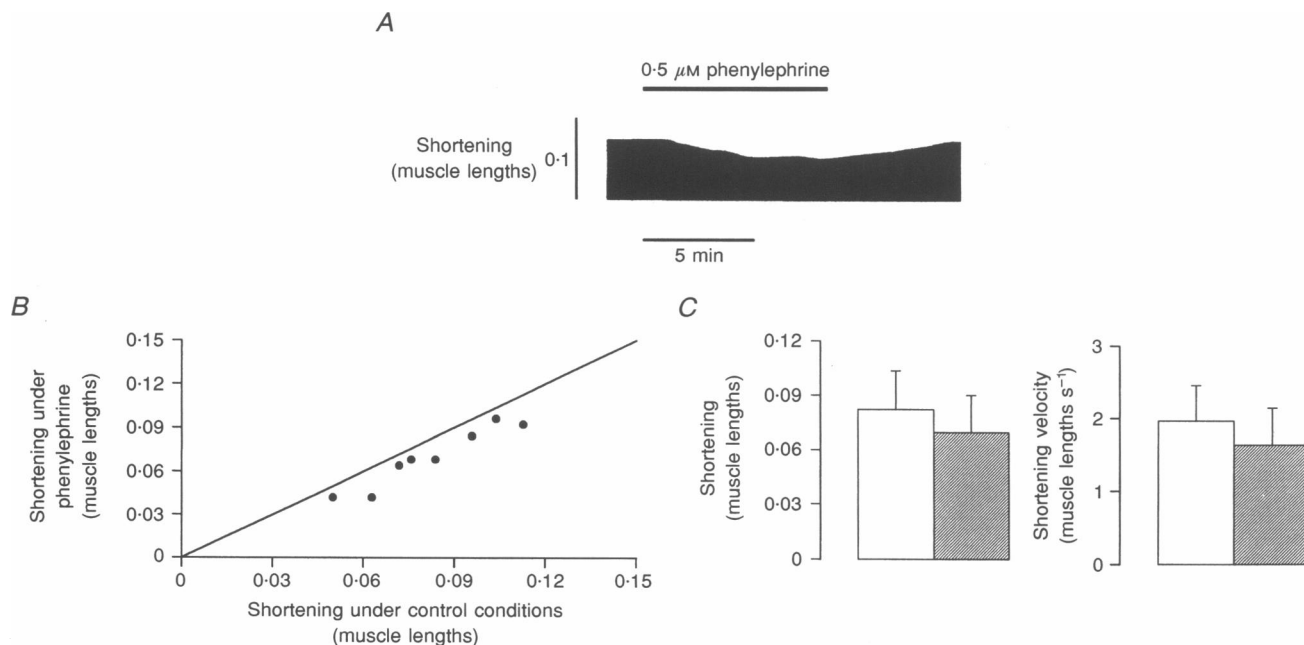 A
0·5 μM phenylephrine
Shortening
(muscle lengths)
0·1
5 min
B
Shortening under
phenylephrine
(muscle lengths)
0·15
0·12
0·09
0·06
0·03
0
0 0·03 0·06 0·09 0·12 0·15
Shortening under control conditions
(muscle lengths)
C
Shortening
(muscle lengths)
0·12
0·09
0·06
0·03
0
Shortening velocity
(muscle lengths s⁻¹)
3
2
1
0